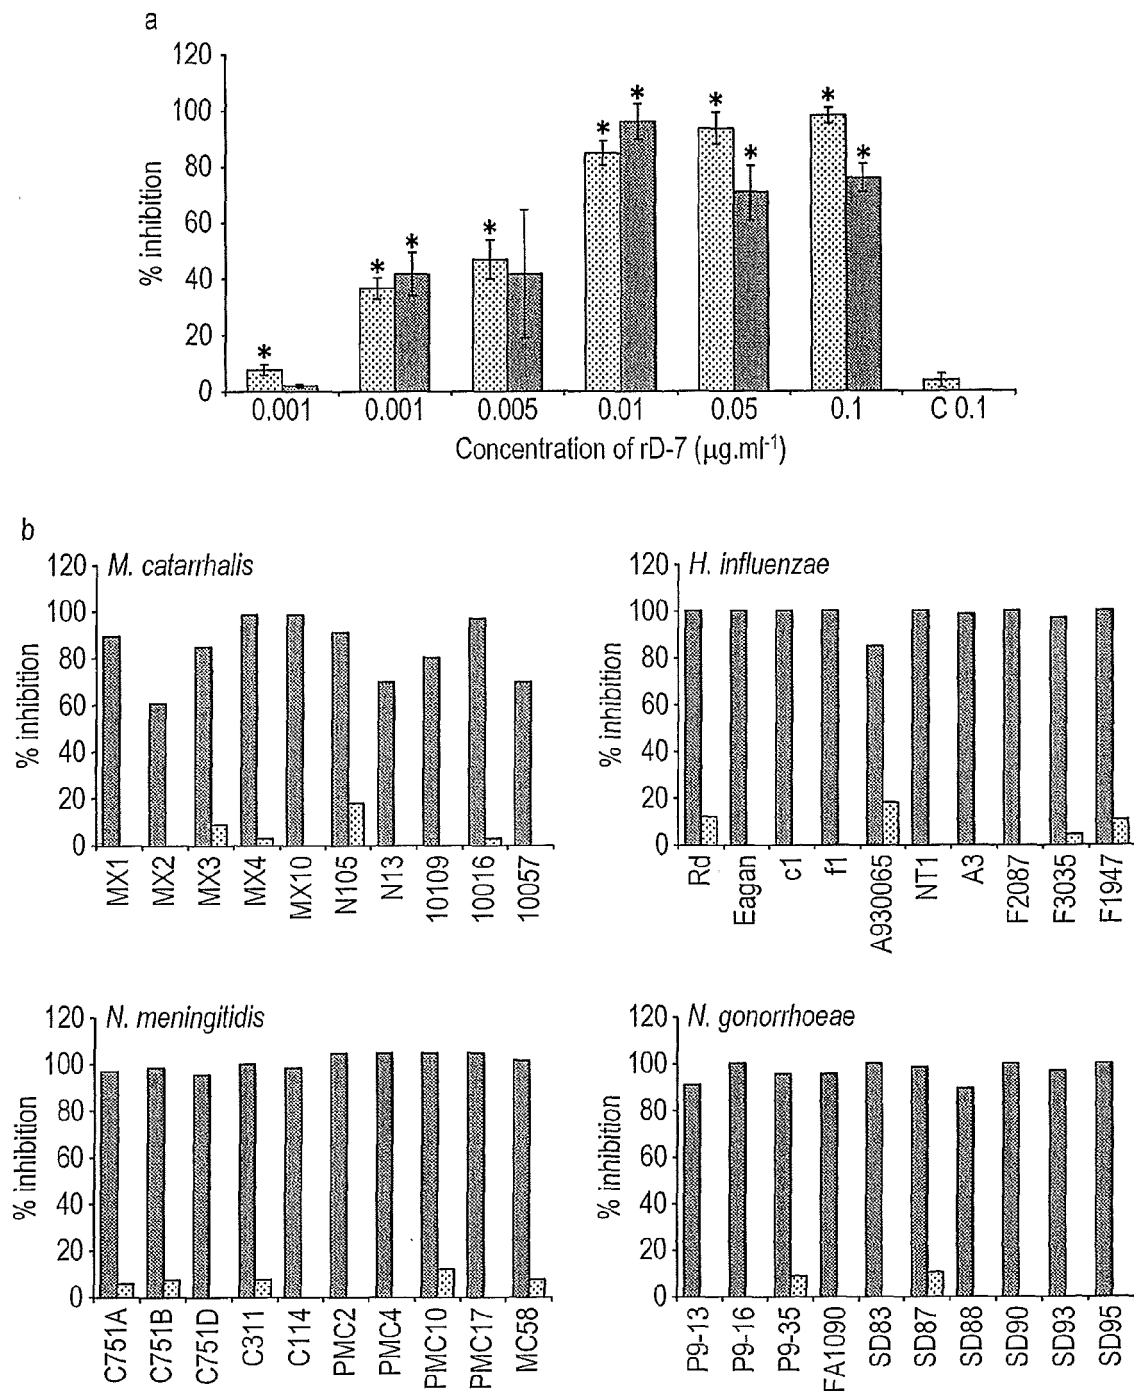 a
120
100
80
60
40
20
0
% inhibition
* * * * * * * * * *
0.001 0.001 0.005 0.01 0.05 0.1 C 0.1
Concentration of rD-7 (µg.ml⁻¹)
b
M. catarrhalis
120
100
80
60
40
20
0
% inhibition
MX1 MX2 MX3 MX4 MX10 N105 N13 10109 10016 10057
H. influenzae
120
100
80
60
40
20
0
% inhibition
Rd Eagan c1 f1 A930065 NT1 A3 F2087 F3035 F1947
N. meningitidis
120
100
80
60
40
20
0
% inhibition
C751A C751B C751D C311 C114 PMC2 PMC4 PMC10 PMC17 MC58
N. gonorrhoeae
120
100
80
60
40
20
0
% inhibition
P9-13 P9-16 P9-35 FA1090 SD83 SD87 SD88 SD90 SD93 SD95